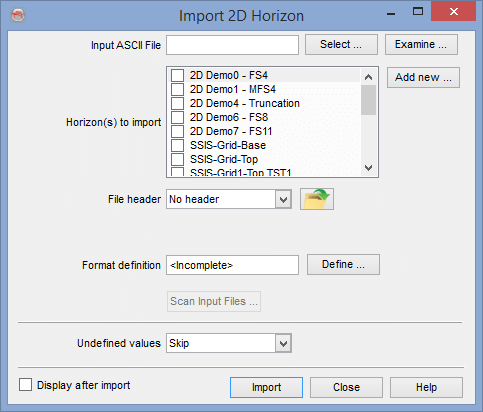 Import 2D Horizon
Input ASCII File
Select ...
Examine ...
Horizon(s) to import
2D Demo0 - FS4
2D Demo1 - MFS4
2D Demo4 - Truncation
2D Demo6 - FS8
2D Demo7 - FS11
SSIS-Grid-Base
SSIS-Grid-Top
SSIS-Grid1-Top TST1
Add new ...
File header
No header
Format definition
<Incomplete>
Define ...
Scan Input Files ...
Undefined values
Skip
Display after import
Import
Close
Help